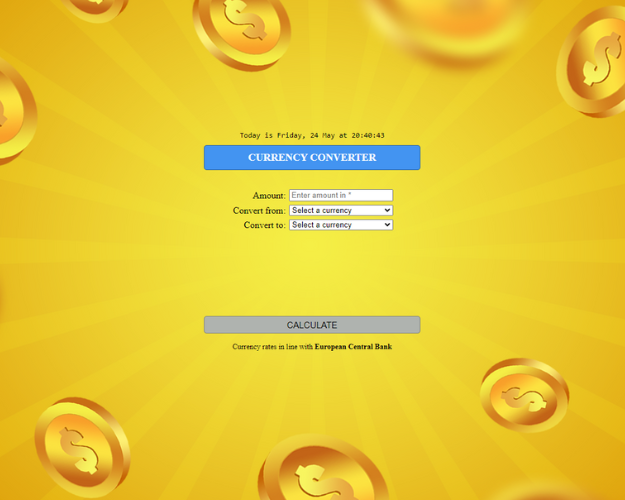 Today is Friday, 24 May at 20:40:43
CURRENCY CONVERTER
Amount: Enter amount in *
Convert from: Select a currency
Convert to: Select a currency
CALCULATE
Currency rates in line with European Central Bank